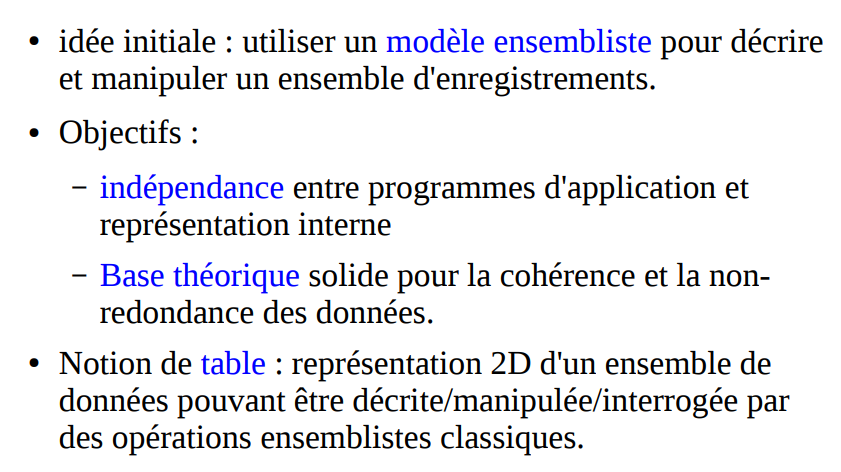 • idée initiale : utiliser un modèle ensembliste pour décrire
et manipuler un ensemble d'enregistrements.
• Objectifs :
– indépendance entre programmes d'application et
représentation interne
– Base théorique solide pour la cohérence et la non-
redondance des données.
• Notion de table : représentation 2D d'un ensemble de
données pouvant être décrite/manipulée/interrogée par
des opérations ensemblistes classiques.